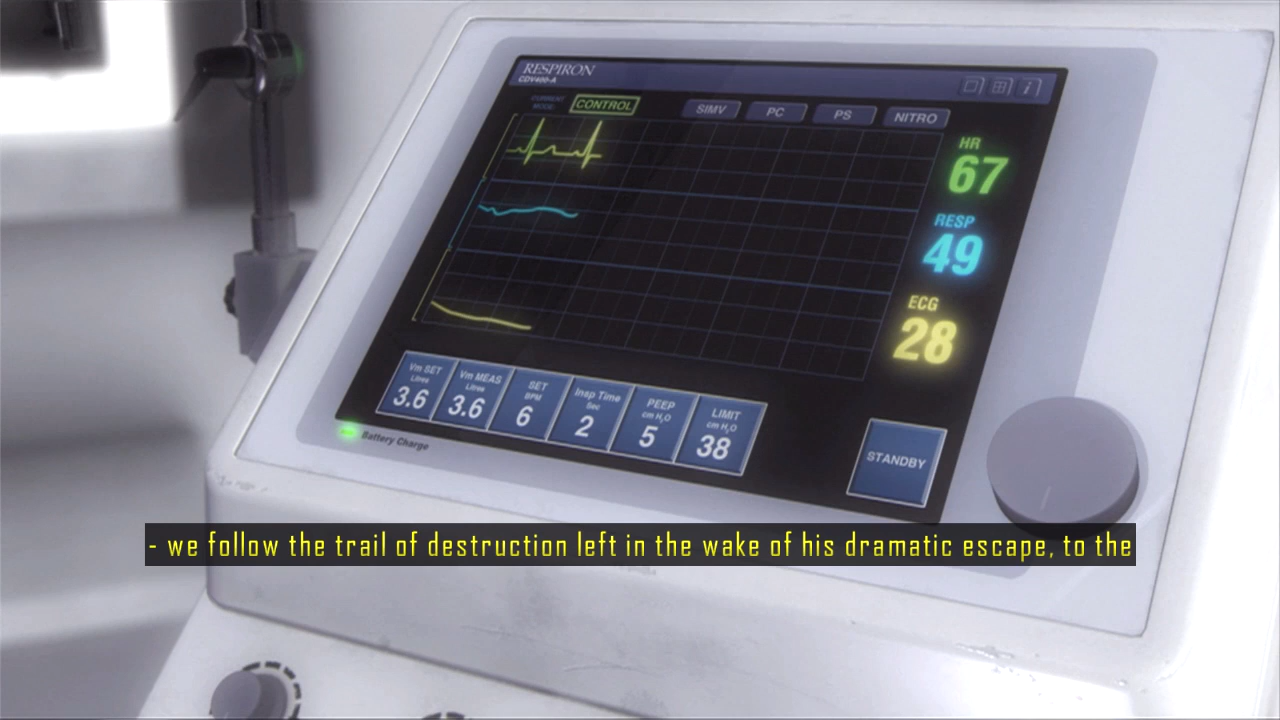 RESPIRON
CDV400-A
CURRENT MODE: CONTROL SIMV PC PS NITRO
HR
67
RESP
49
ECG
28
Vm SET Litres 3.6
Vm MEAS Litres 3.6
SET BPM 6
Insp Time Sec 2
PEEP cm H₂O 5
LIMIT cm H₂O 38
STANDBY
Battery Charge
- we follow the trail of destruction left in the wake of his dramatic escape, to the